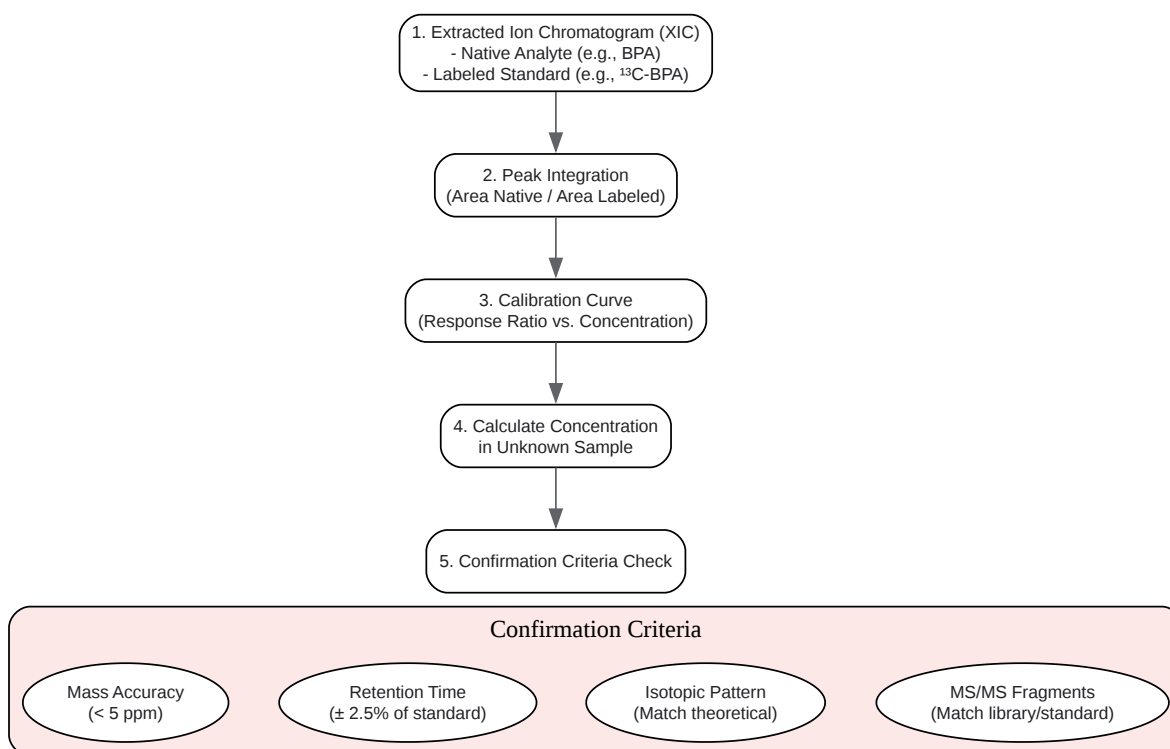 1. Extracted Ion Chromatogram (XIC)
- Native Analyte (e.g., BPA)
- Labeled Standard (e.g., ¹³C-BPA)
2. Peak Integration
(Area Native / Area Labeled)
3. Calibration Curve
(Response Ratio vs. Concentration)
4. Calculate Concentration
in Unknown Sample
5. Confirmation Criteria Check
Confirmation Criteria
Mass Accuracy
(< 5 ppm)
Retention Time
(± 2.5% of standard)
Isotopic Pattern
(Match theoretical)
MS/MS Fragments
(Match library/standard)